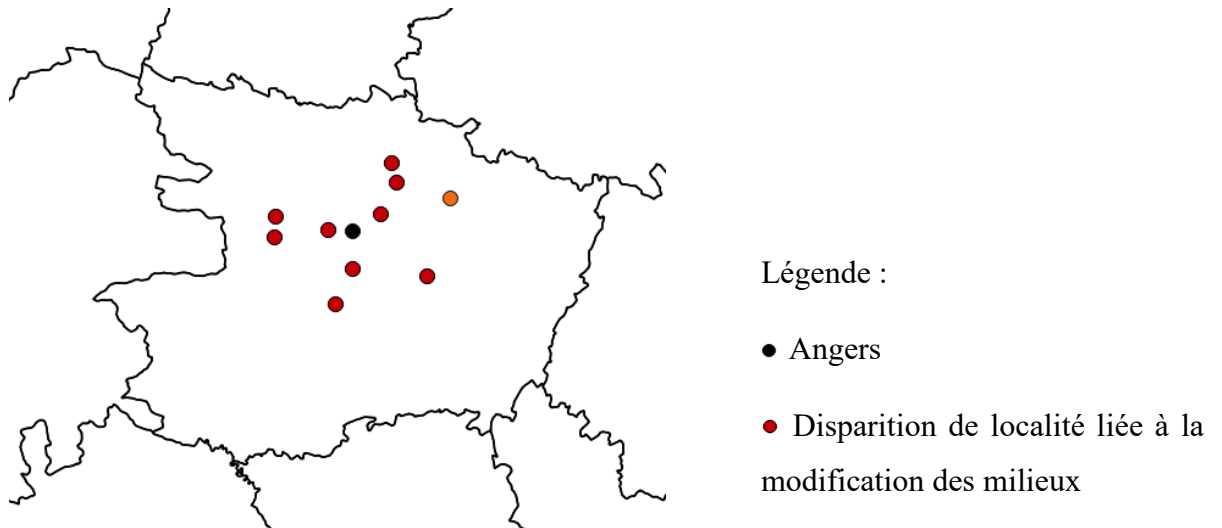 Légende :
Angers
Disparition de localité liée à la
modification des milieux